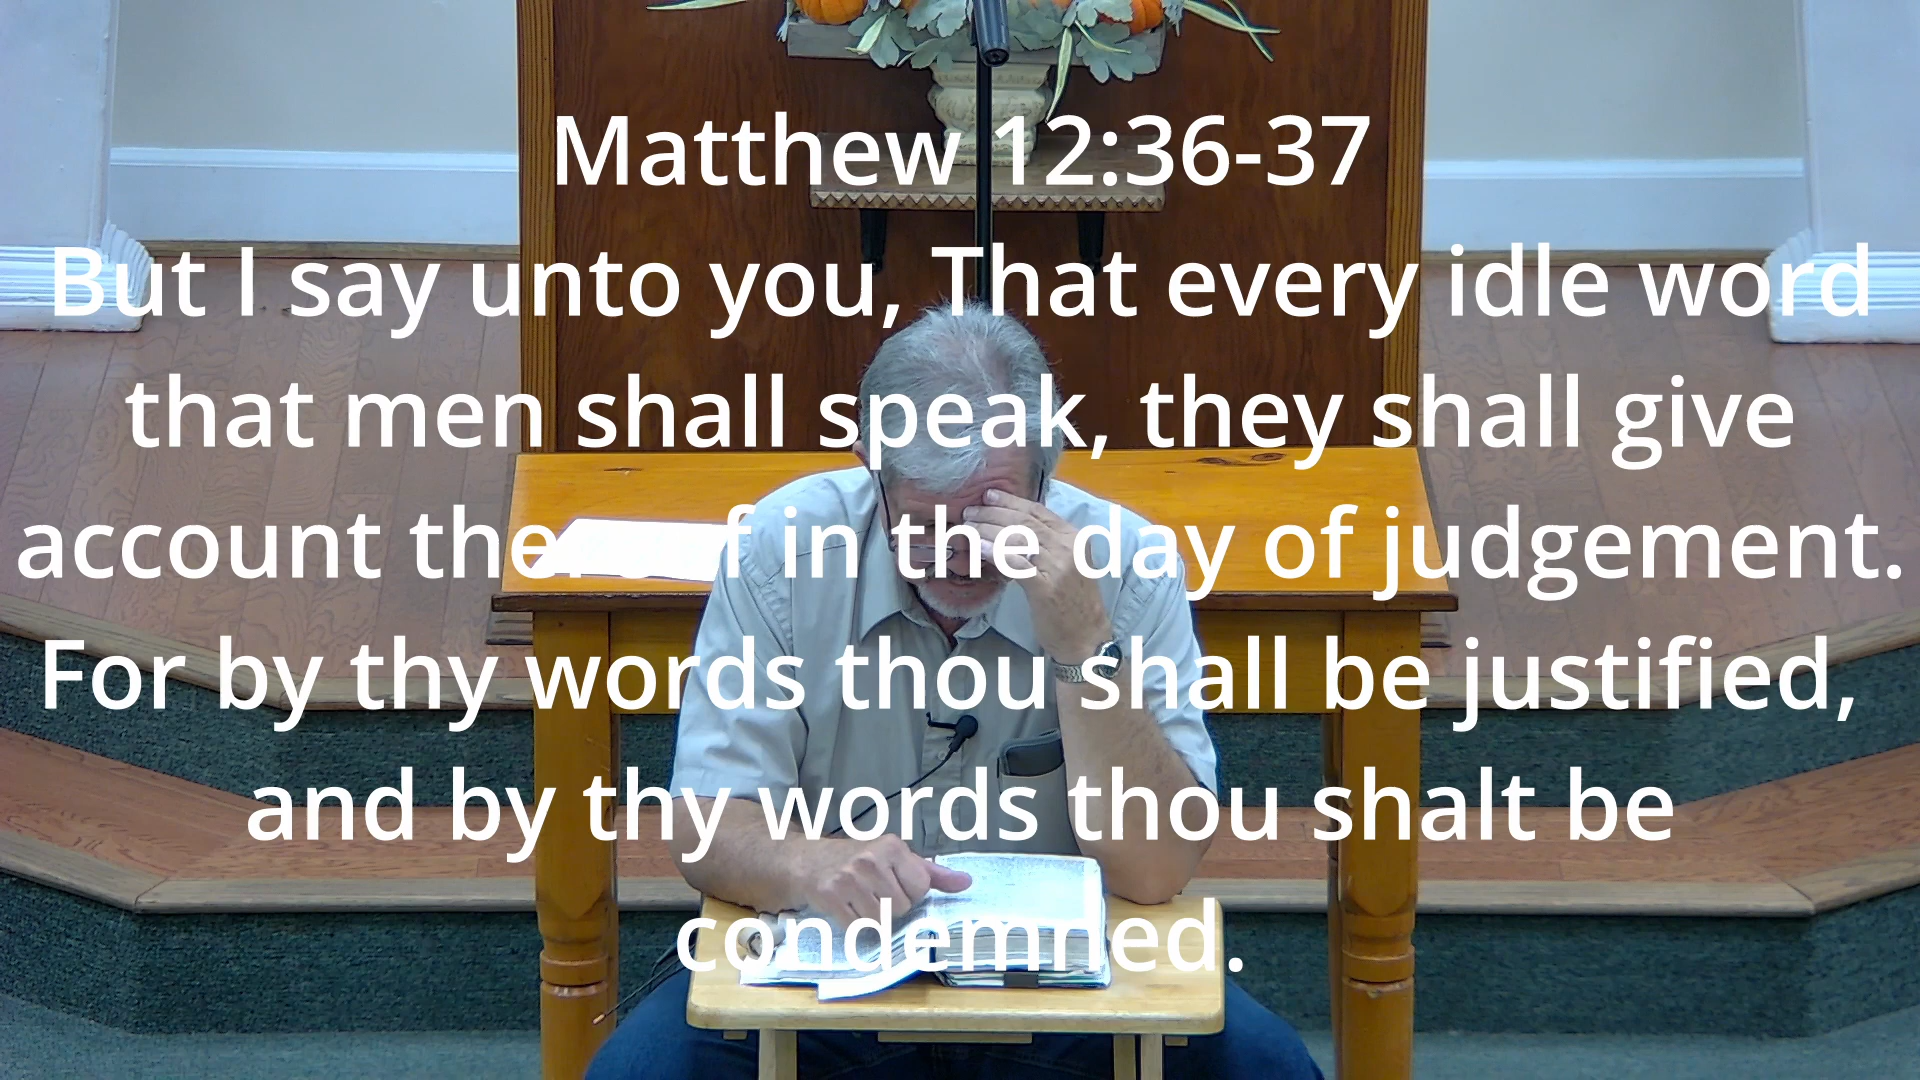 Matthew 12:36-37
But I say unto you, That every idle word
that men shall speak, they shall give
account thereof in the day of judgement.
For by thy words thou shall be justified,
and by thy words thou shalt be
condemned.